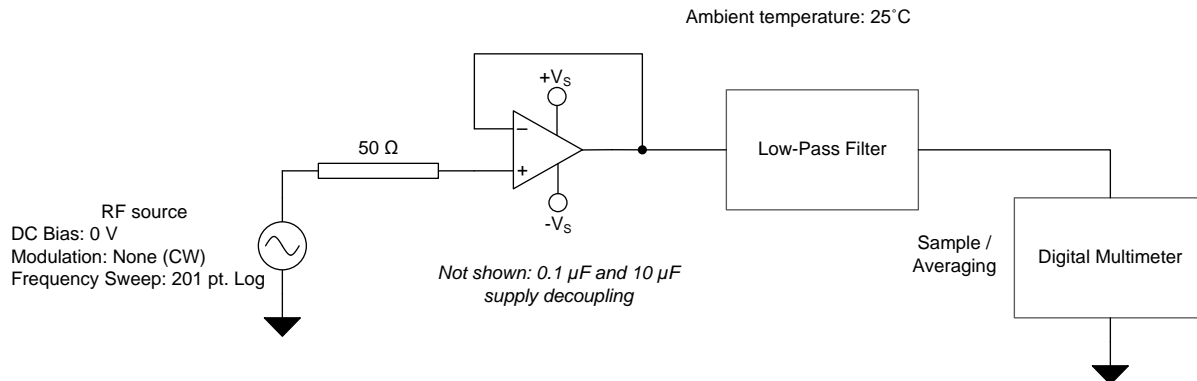 Ambient temperature: 25˚C
+VS
50 Ω
−
+
-VS
Low-Pass Filter
RF source
DC Bias: 0 V
Modulation: None (CW)
Frequency Sweep: 201 pt. Log
Not shown: 0.1 µF and 10 µF
supply decoupling
Sample /
Averaging
Digital Multimeter